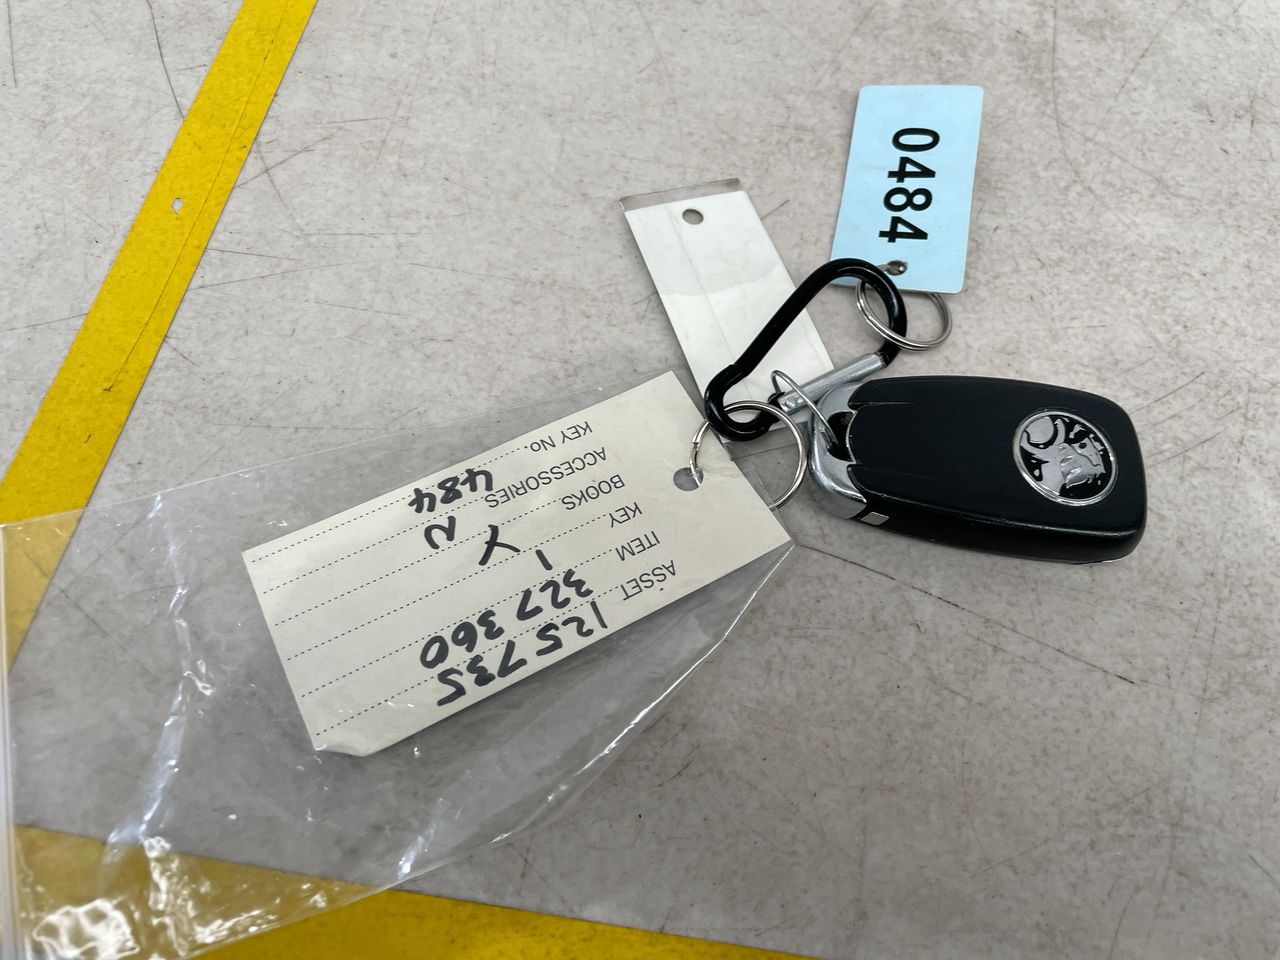 0484
ASSET 125735
ITEM 327360
KEY 1
BOOKS Y
ACCESSORIES N
KEY No. 484